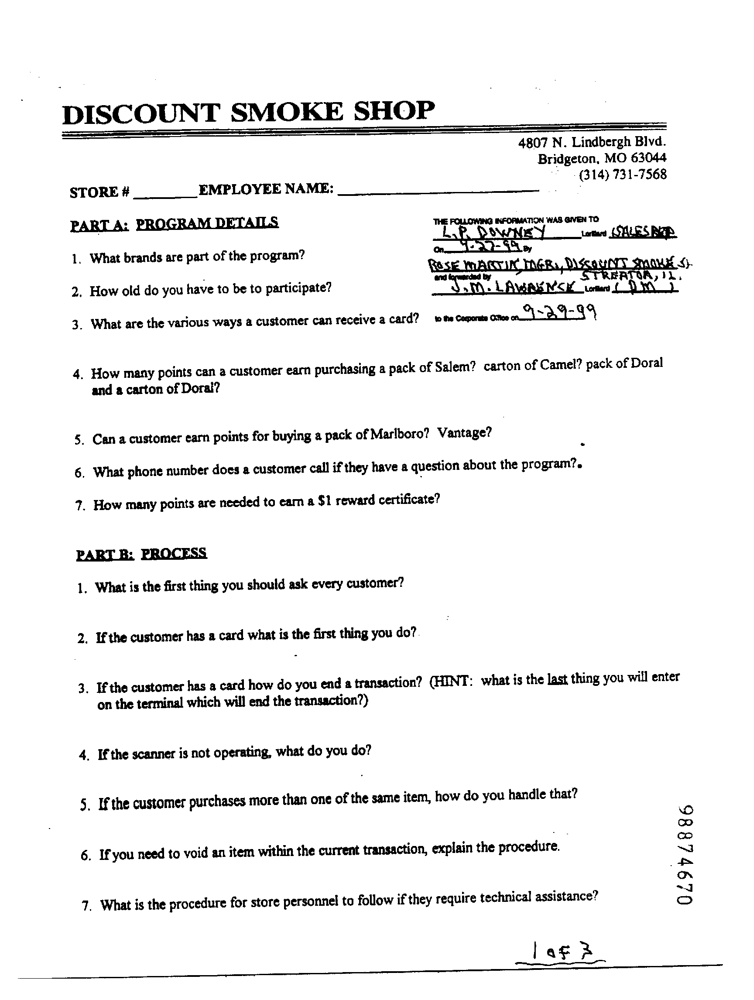 DISCOUNT SMOKE SHOP
4807 N. Lindbergh Blvd.
Bridgeton, MO 63044
(314) 731-7568
STORE # ________ EMPLOYEE NAME: ________
PART A: PROGRAM DETAILS
THE FOLLOWING INFORMATION WAS GIVEN TO
L.P. DOWNEY Lorillard (SALES REP
On 9-27-99 By
ROSE MARTIN, MGR., DISCOUNT SMOKE S).
STREATOR, IL.
and forwarded by
J.M. LAWRENCE Lorillard ( DM )
to the Corporate Office on 9-29-99
1. What brands are part of the program?
2. How old do you have to be to participate?
3. What are the various ways a customer can receive a card?
4. How many points can a customer earn purchasing a pack of Salem? carton of Camel? pack of Doral
and a carton of Doral?
5. Can a customer earn points for buying a pack of Marlboro? Vantage?
6. What phone number does a customer call if they have a question about the program?.
7. How many points are needed to earn a $1 reward certificate?
PART B: PROCESS
1. What is the first thing you should ask every customer?
2. If the customer has a card what is the first thing you do?
3. If the customer has a card how do you end a transaction? (HINT: what is the last thing you will enter
on the terminal which will end the transaction?)
4. If the scanner is not operating, what do you do?
5. If the customer purchases more than one of the same item, how do you handle that?
6. If you need to void an item within the current transaction, explain the procedure.
7. What is the procedure for store personnel to follow if they require technical assistance?
98874670
1 of 3